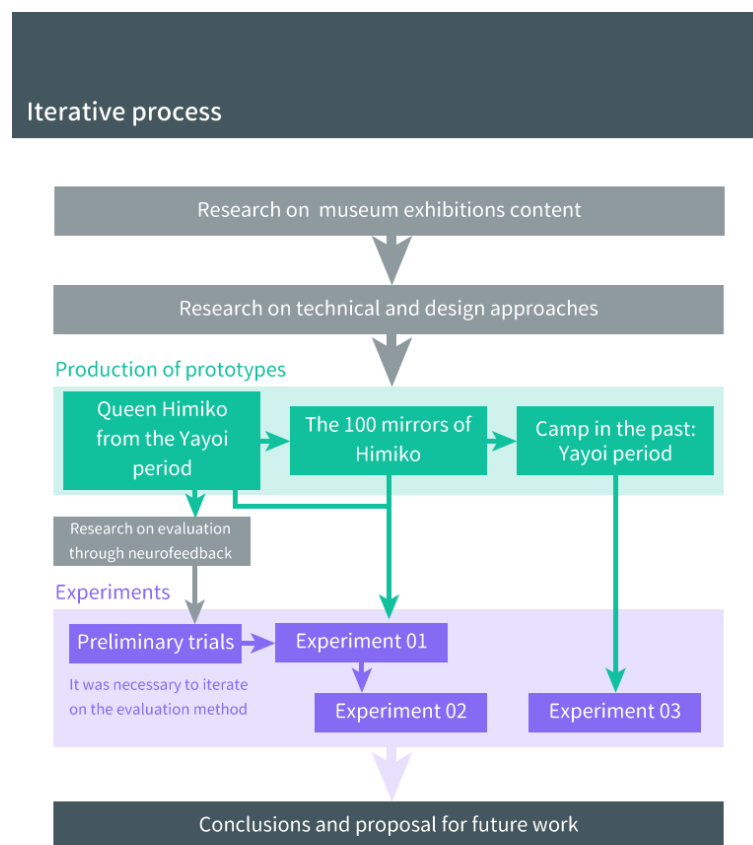 Iterative process
Research on museum exhibitions content
Research on technical and design approaches
Production of prototypes
Queen Himiko
from the Yayoi
period
The 100 mirrors of
Himiko
Camp in the past:
Yayoi period
Research on evaluation
through neurofeedback
Experiments
Preliminary trials
Experiment 01
It was necessary to iterate
on the evaluation method
Experiment 02
Experiment 03
Conclusions and proposal for future work